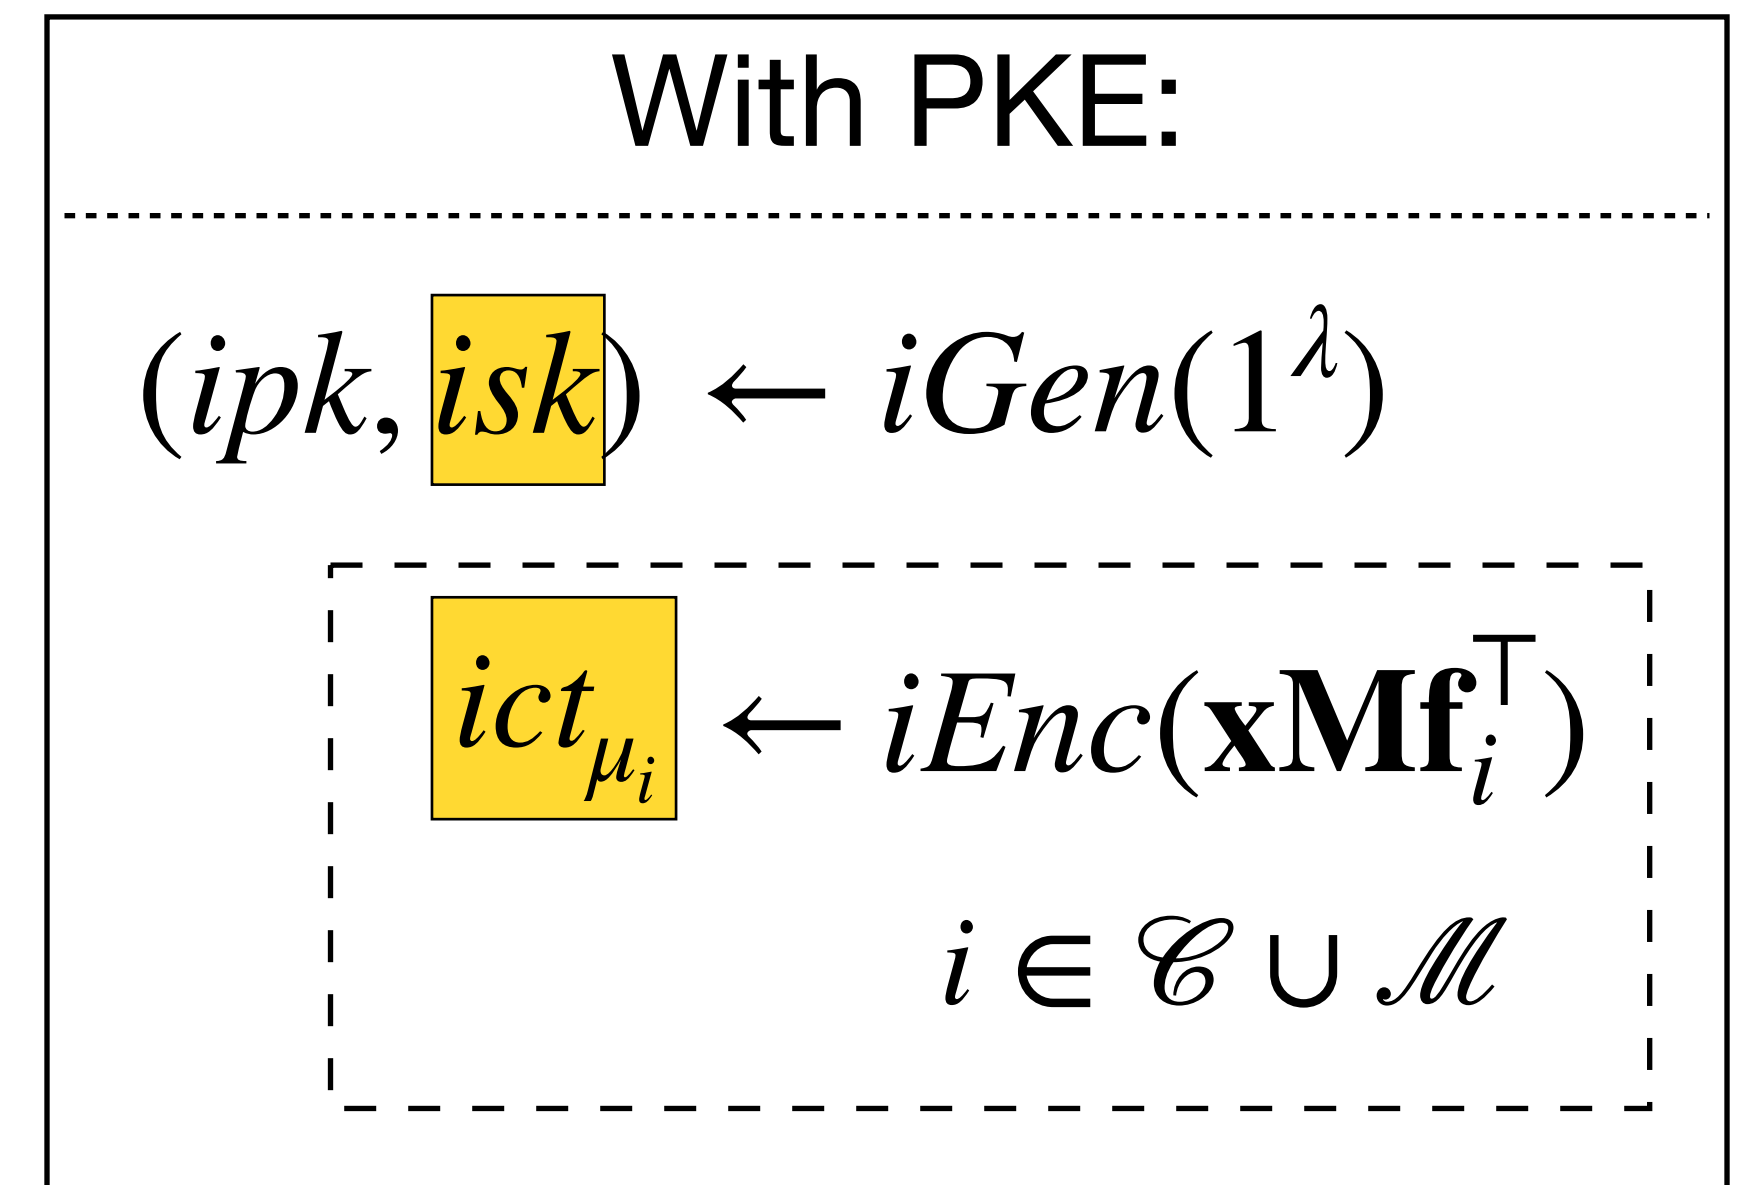 With PKE:
(ipk, isk) ← iGen(1^λ)
ict_{μ_i} ← iEnc(𝐱𝐌𝐟_i^⊤)
i ∈ 𝒞 ∪ ℳ